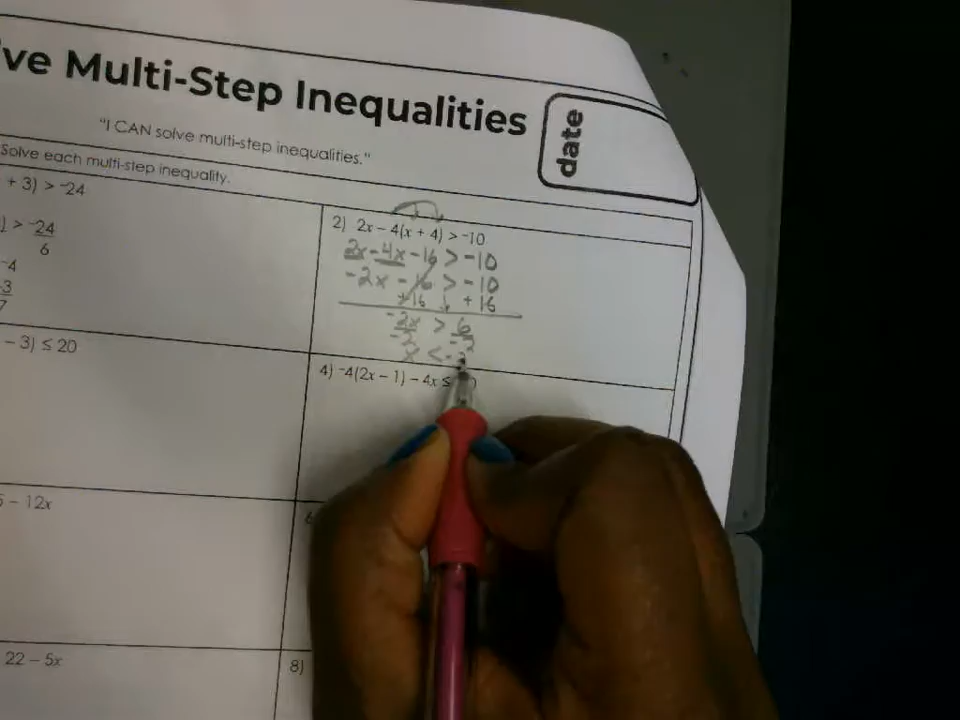 've Multi-Step Inequalities
date
"I CAN solve multi-step inequalities."
Solve each multi-step inequality.
+ 3) > -24
) > -24
6
-4
-3
7
2) 2x - 4(x + 4) > -10
2x - 4x - 16 > -10
-2x - 16 > -10
+16 ↓ + 16
-2x > 6
-2 -2
x < -3
- 3) ≤ 20
4) -4(2x - 1) - 4x ≤
5 - 12x
6
22 - 5x
8)